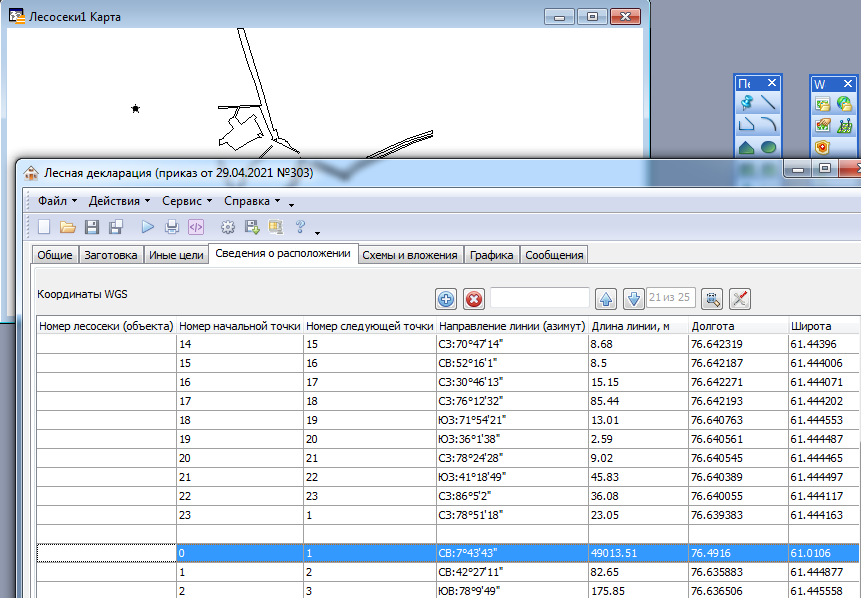 Лесосеки1 Карта
Пе
W
Лесная декларация (приказ от 29.04.2021 №303)
Файл Действия Сервис Справка
Общие Заготовка Иные цели Сведения о расположении Схемы и вложения Графика Сообщения
Координаты WGS
21 из 25
Номер лесосеки (объекта) Номер начальной точки Номер следующей точки Направление линии (азимут) Длина линии, м Долгота Широта
14 15 СЗ:70°47'14" 8.68 76.642319 61.44396
15 16 СВ:52°16'1" 8.5 76.642187 61.444006
16 17 СЗ:30°46'13" 15.15 76.642271 61.444071
17 18 СЗ:76°12'32" 85.44 76.642193 61.444202
18 19 ЮЗ:71°54'21" 13.01 76.640763 61.444553
19 20 ЮЗ:36°1'38" 2.59 76.640561 61.444487
20 21 СЗ:78°24'28" 9.02 76.640545 61.444465
21 22 ЮЗ:41°18'49" 45.83 76.640389 61.444497
22 23 СЗ:86°5'2" 36.08 76.640055 61.444117
23 1 СЗ:78°51'18" 23.05 76.639383 61.444163
0 1 СВ:7°43'43" 49013.51 76.4916 61.0106
1 2 СВ:42°27'11" 82.65 76.635883 61.444877
2 3 ЮВ:78°9'49" 175.85 76.636506 61.445558